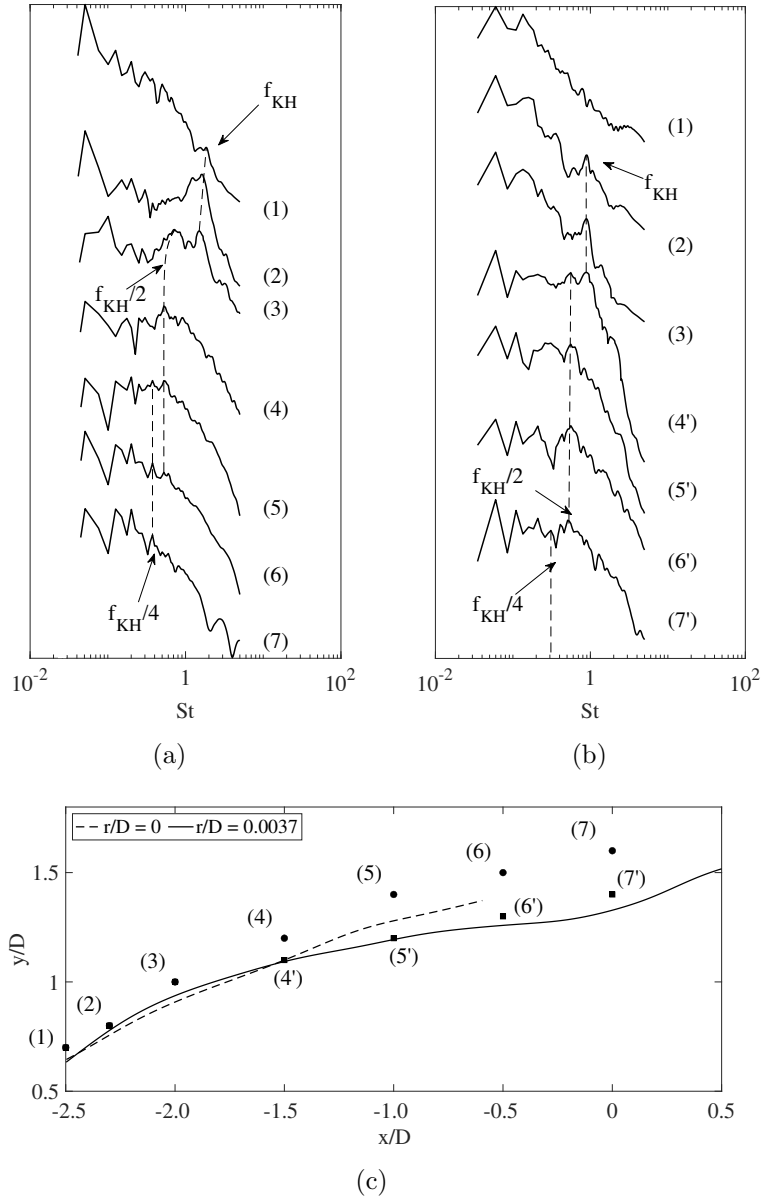 f_KH
(1)
(2)
f_KH/2
(3)
(4)
(5)
(6)
f_KH/4
(7)
10^-2
1
10^2
St
(a)
(1)
f_KH
(2)
(3)
(4')
(5')
f_KH/2
(6')
f_KH/4
(7')
10^-2
1
10^2
St
(b)
r/D = 0
r/D = 0.0037
(1)
(2)
(3)
(4)
(5)
(6)
(7)
(4')
(5')
(6')
(7')
y/D
1.5
1
0.5
-2.5
-2.0
-1.5
-1.0
-0.5
0
0.5
x/D
(c)